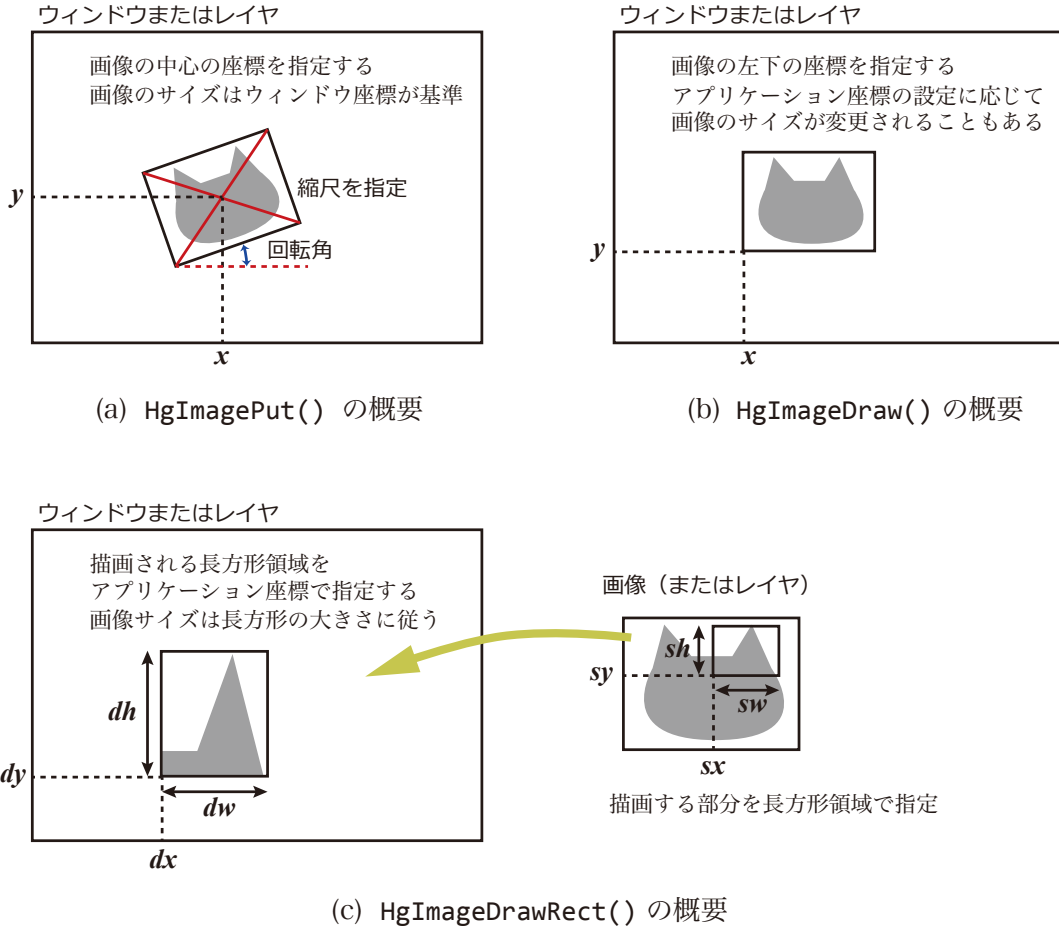 ウィンドウまたはレイヤ
画像の中心の座標を指定する
画像のサイズはウィンドウ座標が基準
縮尺を指定
y
回転角
x
(a) HgImagePut() の概要
ウィンドウまたはレイヤ
画像の左下の座標を指定する
アプリケーション座標の設定に応じて
画像のサイズが変更されることもある
y
x
(b) HgImageDraw() の概要
ウィンドウまたはレイヤ
描画される長方形領域を
アプリケーション座標で指定する
画像サイズは長方形の大きさに従う
dh
dy
dw
dx
画像（またはレイヤ）
sh
sy
sw
sx
描画する部分を長方形領域で指定
(c) HgImageDrawRect() の概要